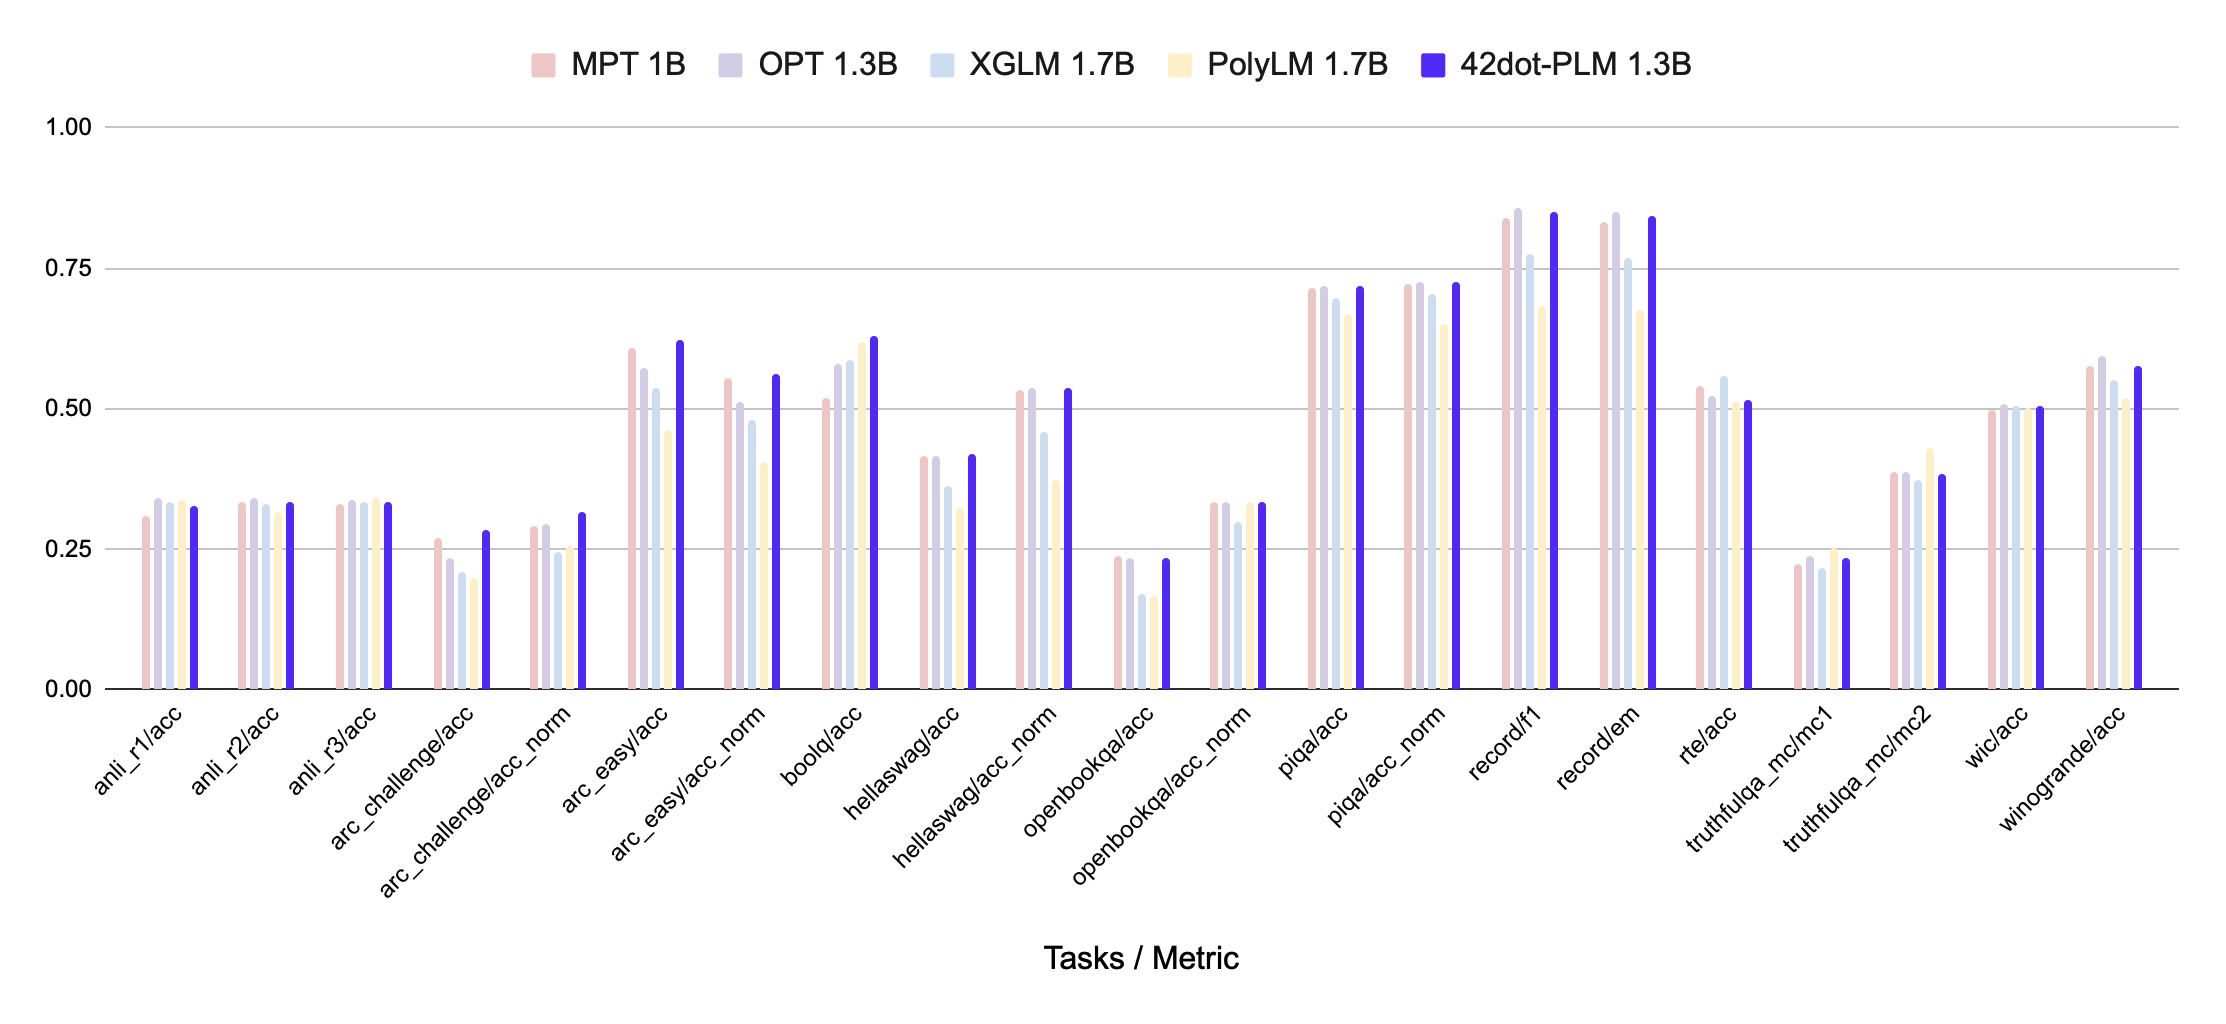 MPT 1B OPT 1.3B XGLM 1.7B PolyLM 1.7B 42dot-PLM 1.3B
1.00
0.75
0.50
0.25
0.00
anli_r1/acc
anli_r2/acc
anli_r3/acc
arc_challenge/acc
arc_challenge/acc_norm
arc_easy/acc
arc_easy/acc_norm
boolq/acc
hellaswag/acc
hellaswag/acc_norm
openbookqa/acc
openbookqa/acc_norm
piqa/acc
piqa/acc_norm
record/f1
record/em
rte/acc
truthfulqa_mc/mc1
truthfulqa_mc/mc2
wic/acc
winogrande/acc
Tasks / Metric